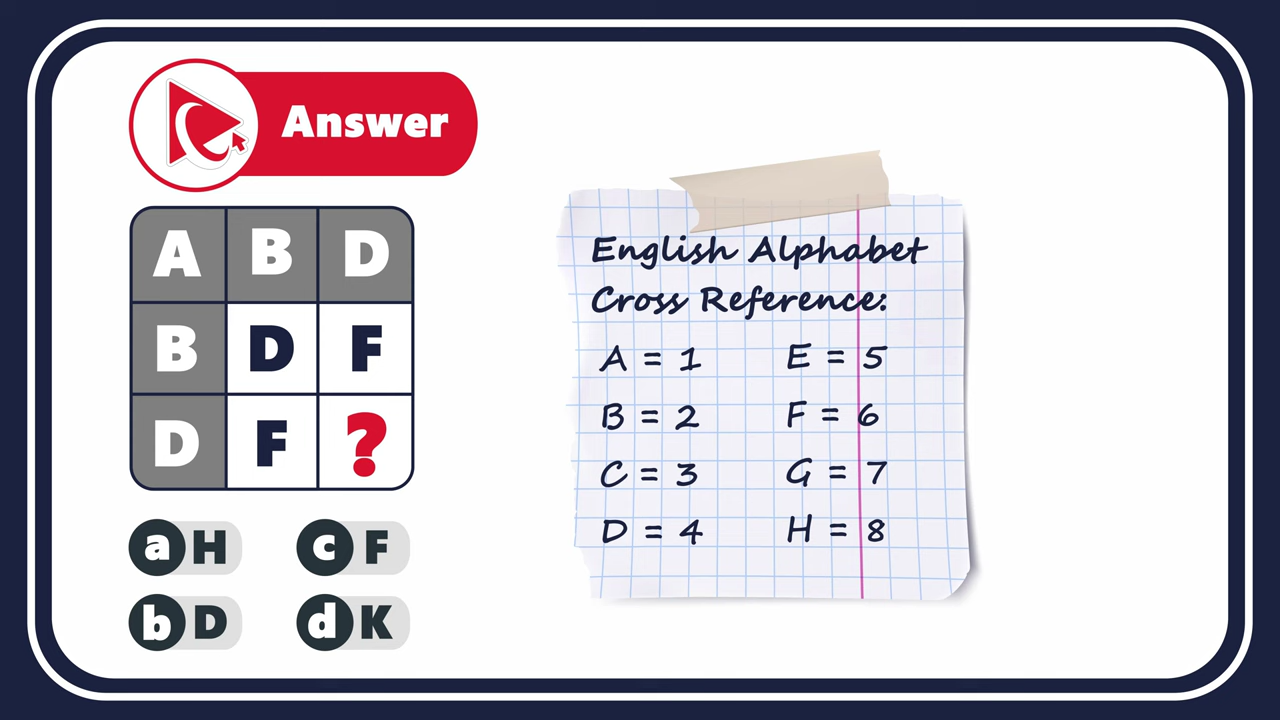 Answer
A B D
B D F
D F ?
a H c F
b D d K
English Alphabet
Cross Reference:
A = 1 E = 5
B = 2 F = 6
C = 3 G = 7
D = 4 H = 8